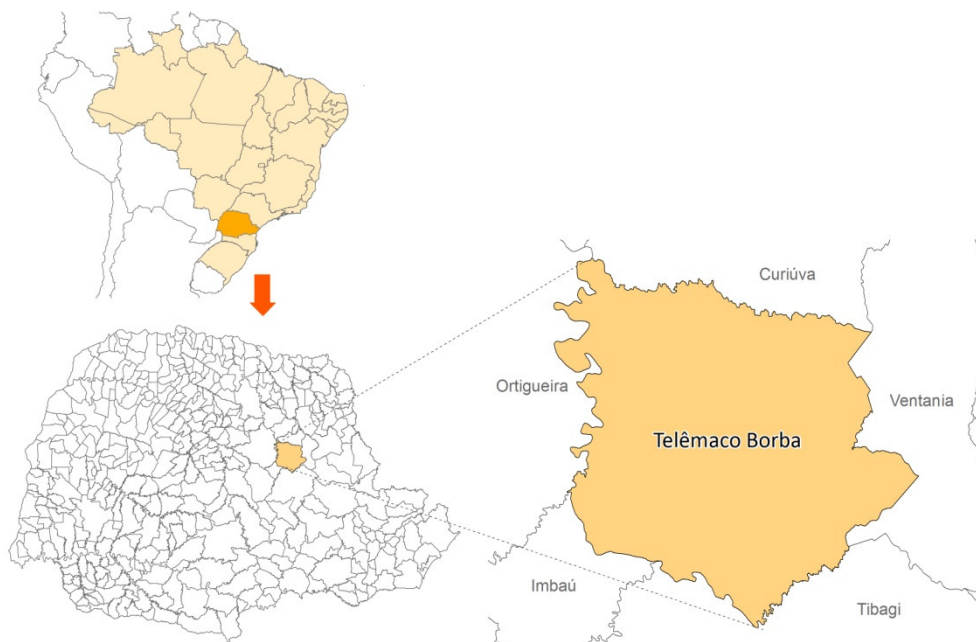 Curiúva
Ortigueira
Ventania
Telêmaco Borba
Imbaú
Tibagi